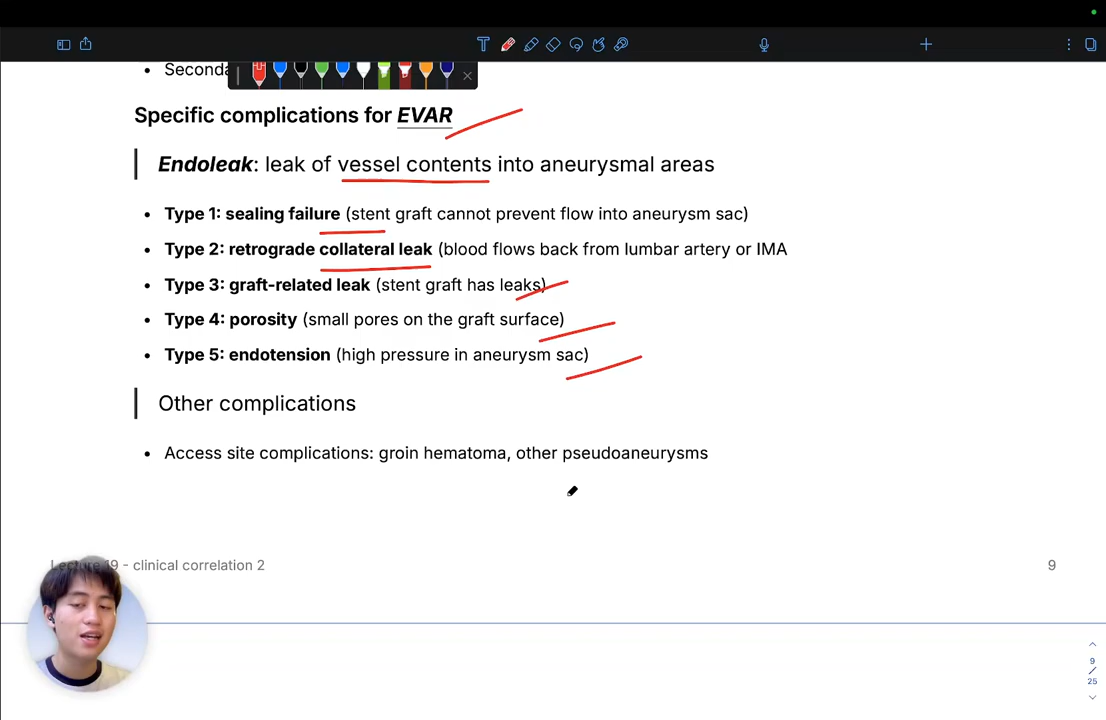 • Seconda
Specific complications for EVAR
Endoleak: leak of vessel contents into aneurysmal areas
• Type 1: sealing failure (stent graft cannot prevent flow into aneurysm sac)
• Type 2: retrograde collateral leak (blood flows back from lumbar artery or IMA
• Type 3: graft-related leak (stent graft has leaks)
• Type 4: porosity (small pores on the graft surface)
• Type 5: endotension (high pressure in aneurysm sac)
Other complications
• Access site complications: groin hematoma, other pseudoaneurysms
Lecture 19 - clinical correlation 2
9
9
/
25